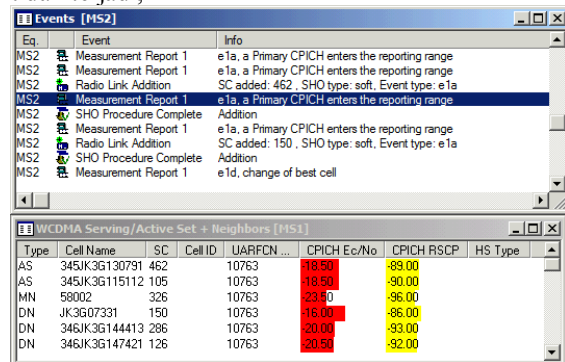 Events [MS2]
Eq. Event Info
MS2 Measurement Report 1 e1a, a Primary CPICH enters the reporting range
MS2 Measurement Report 1 e1a, a Primary CPICH enters the reporting range
MS2 Radio Link Addition SC added: 462 , SHO type: soft, Event type: e1a
MS2 Measurement Report 1 e1a, a Primary CPICH enters the reporting range
MS2 SHO Procedure Complete Addition
MS2 Measurement Report 1 e1a, a Primary CPICH enters the reporting range
MS2 Radio Link Addition SC added: 150 , SHO type: soft, Event type: e1a
MS2 SHO Procedure Complete Addition
MS2 Measurement Report 1 e1d, change of best cell
WCDMA Serving/Active Set + Neighbors [MS1]
Type Cell Name SC Cell ID UARFCN ... CPICH Ec/No CPICH RSCP HS Type
AS 345JK3G130791 462 10763 -18.50 -89.00
AS 345JK3G115112 105 10763 -18.50 -90.00
MN 58002 326 10763 -23.50 -96.00
DN JK3G07331 150 10763 -16.00 -86.00
DN 346JK3G144413 286 10763 -20.00 -93.00
DN 346JK3G147421 126 10763 -20.50 -92.00